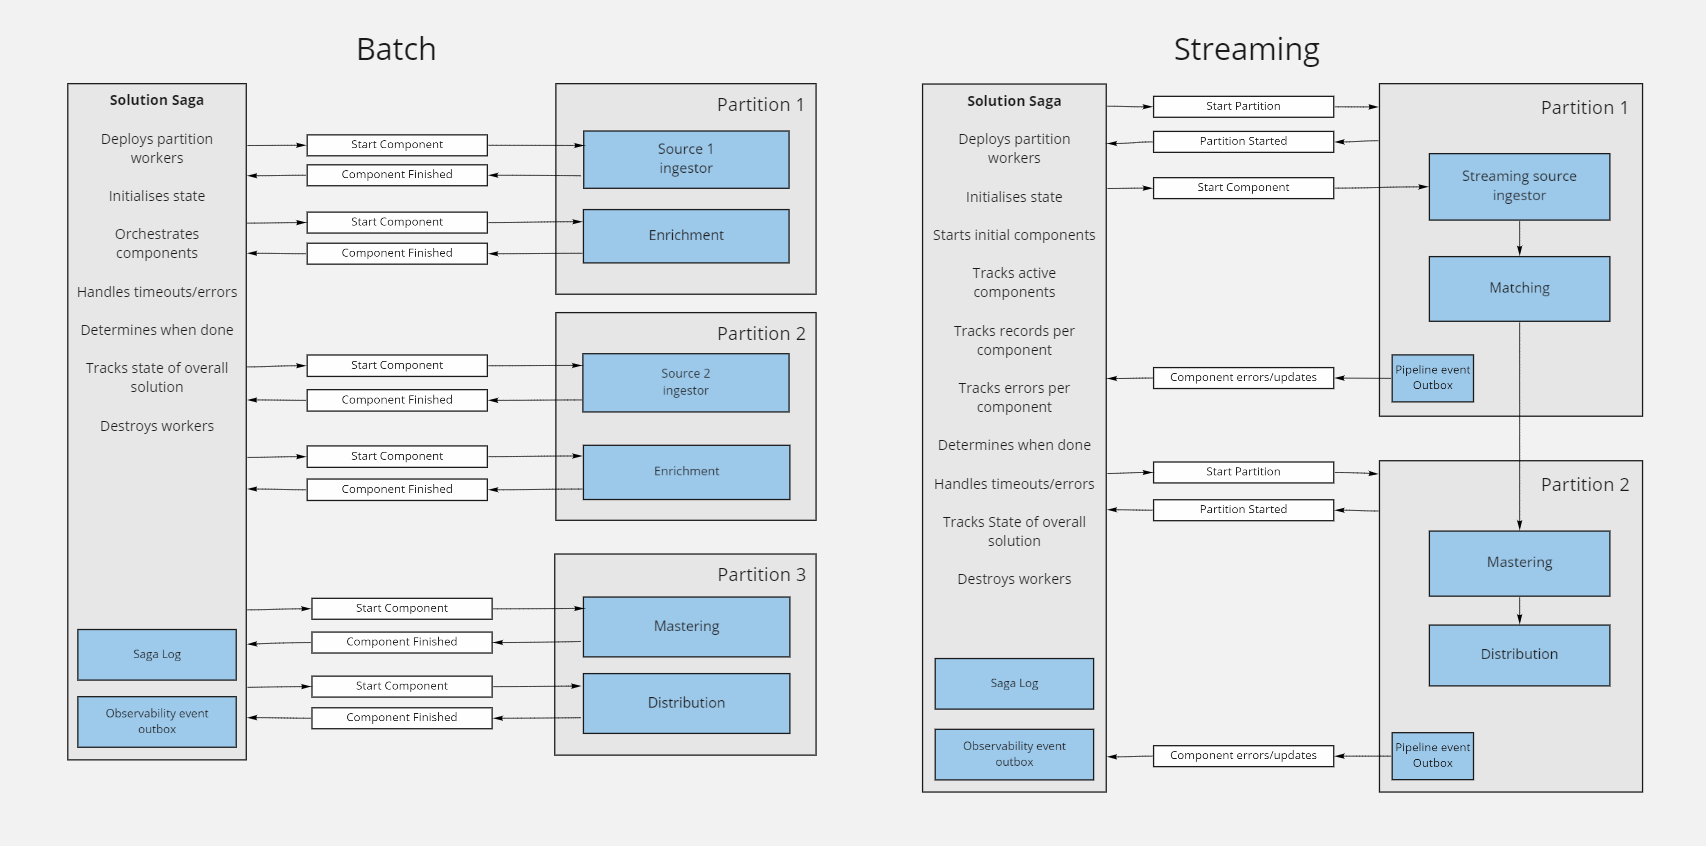 Batch
Solution Saga
Deploys partition
workers
Initialises state
Orchestrates
components
Handles timeouts/errors
Determines when done
Tracks state of overall
solution
Destroys workers
Saga Log
Observability event
outbox
Start Component
Component Finished
Start Component
Component Finished
Start Component
Component Finished
Start Component
Component Finished
Start Component
Component Finished
Start Component
Component Finished
Partition 1
Source 1
ingestor
Enrichment
Partition 2
Source 2
ingestor
Enrichment
Partition 3
Mastering
Distribution
Streaming
Solution Saga
Deploys partition
workers
Initialises state
Starts initial components
Tracks active
components
Tracks records per
component
Tracks errors per
component
Determines when done
Handles timeouts/errors
Tracks State of overall
solution
Destroys workers
Saga Log
Observability event
outbox
Start Partition
Partition Started
Start Component
Component errors/updates
Start Partition
Partition Started
Component errors/updates
Partition 1
Streaming source
ingestor
Matching
Pipeline event
Outbox
Partition 2
Mastering
Distribution
Pipeline event
Outbox